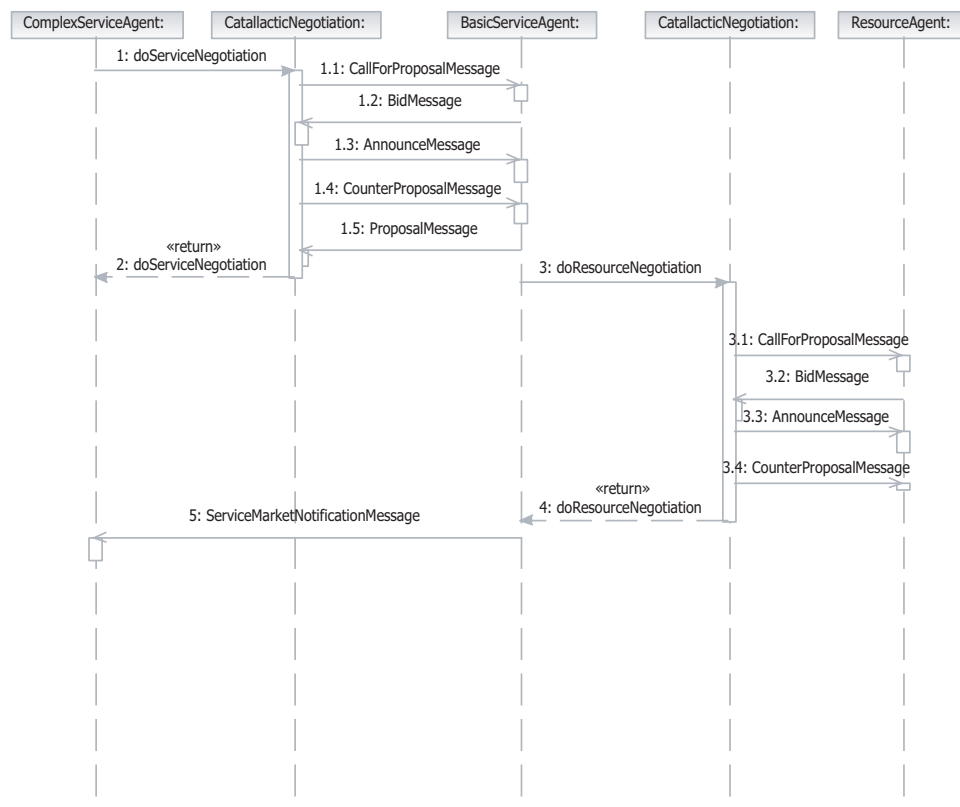 ComplexServiceAgent:
CatallacticNegotiation:
BasicServiceAgent:
CatallacticNegotiation:
ResourceAgent:
1: doServiceNegotiation
1.1: CallForProposalMessage
1.2: BidMessage
1.3: AnnounceMessage
1.4: CounterProposalMessage
1.5: ProposalMessage
«return»
2: doServiceNegotiation
3: doResourceNegotiation
3.1: CallForProposalMessage
3.2: BidMessage
3.3: AnnounceMessage
3.4: CounterProposalMessage
«return»
4: doResourceNegotiation
5: ServiceMarketNotificationMessage